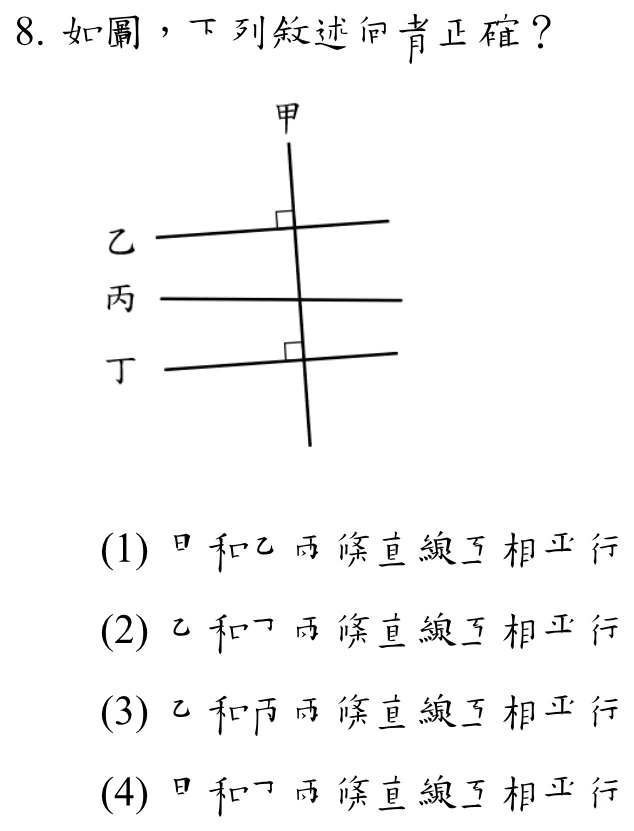 8. 如圖，下列敘述何者正確？
甲
乙
丙
丁
(1) 甲和乙兩條直線互相平行
(2) 乙和丁兩條直線互相平行
(3) 乙和丙兩條直線互相平行
(4) 甲和丁兩條直線互相平行